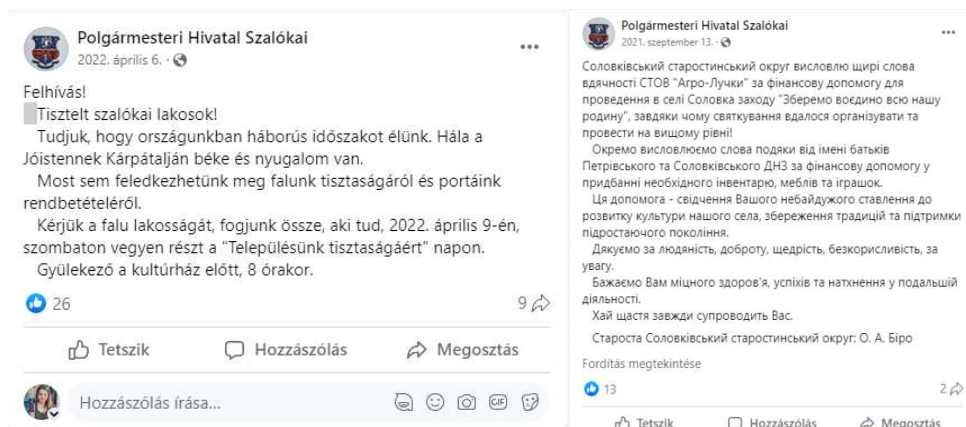 Polgármesteri Hivatal Szalókai
2022. április 6. ·
Felhívás!
Tisztelt szalókai lakosok!
Tudjuk, hogy országunkban háborús időszakot élünk. Hála a
Jóistennek Kárpátalján béke és nyugalom van.
Most sem feledkezhetünk meg falunk tisztaságáról és portáink
rendbetételéről.
Kérjük a falu lakosságát, fogjunk össze, aki tud, 2022. április 9-én,
szombaton vegyen részt a "Településünk tisztaságáért" napon.
Gyülekező a kultúrház előtt, 8 órakor.
26
9
Tetszik
Hozzászólás
Megosztás
Hozzászólás írása...
GIF
Polgármesteri Hivatal Szalókai
2021. szeptember 13. ·
Соловківський старостинський округ висловлю щирі слова
вдячності СТОВ "Агро-Лучки" за фінансову допомогу для
проведення в селі Соловка заходу "Зберемо воєдино всю нашу
родину", завдяки чому святкування вдалося організувати та
провести на вищому рівні!
Окремо висловлюємо слова подяки від імені батьків
Петрівського та Соловківського ДНЗ за фінансову допомогу у
придбанні необхідного інвентарю, меблів та іграшок.
Ця допомога - свідчення Вашого небайдужого ставлення до
розвитку культури нашого села, збереження традицій та підтримки
підростаючого покоління.
Дякуємо за людяність, доброту, щедрість, безкорисливість, за
увагу.
Бажаємо Вам міцного здоров'я, успіхів та натхнення у подальшій
діяльності.
Хай щастя завжди супроводить Вас.
Староста Соловківський старостинський округ: О. А. Біро
Fordítás megtekintése
13
2
Tetszik
Hozzászólás
Megosztás